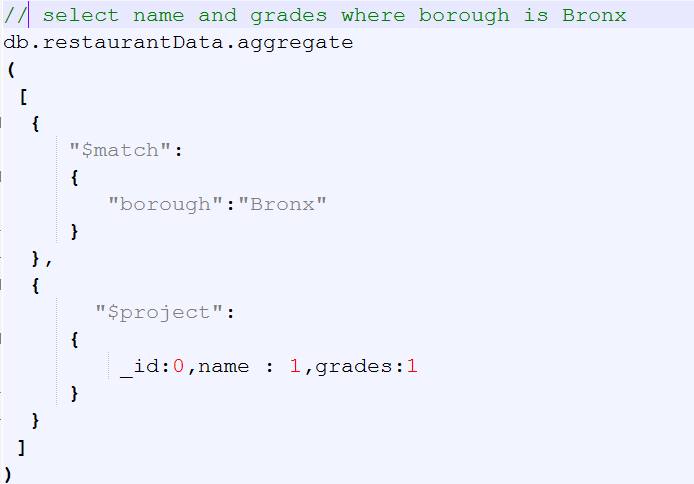 // select name and grades where borough is Bronx
db.restaurantData.aggregate
(
[
{
"$match":
{
"borough":"Bronx"
}
},
{
"$project":
{
_id:0,name : 1,grades:1
}
}
]
)